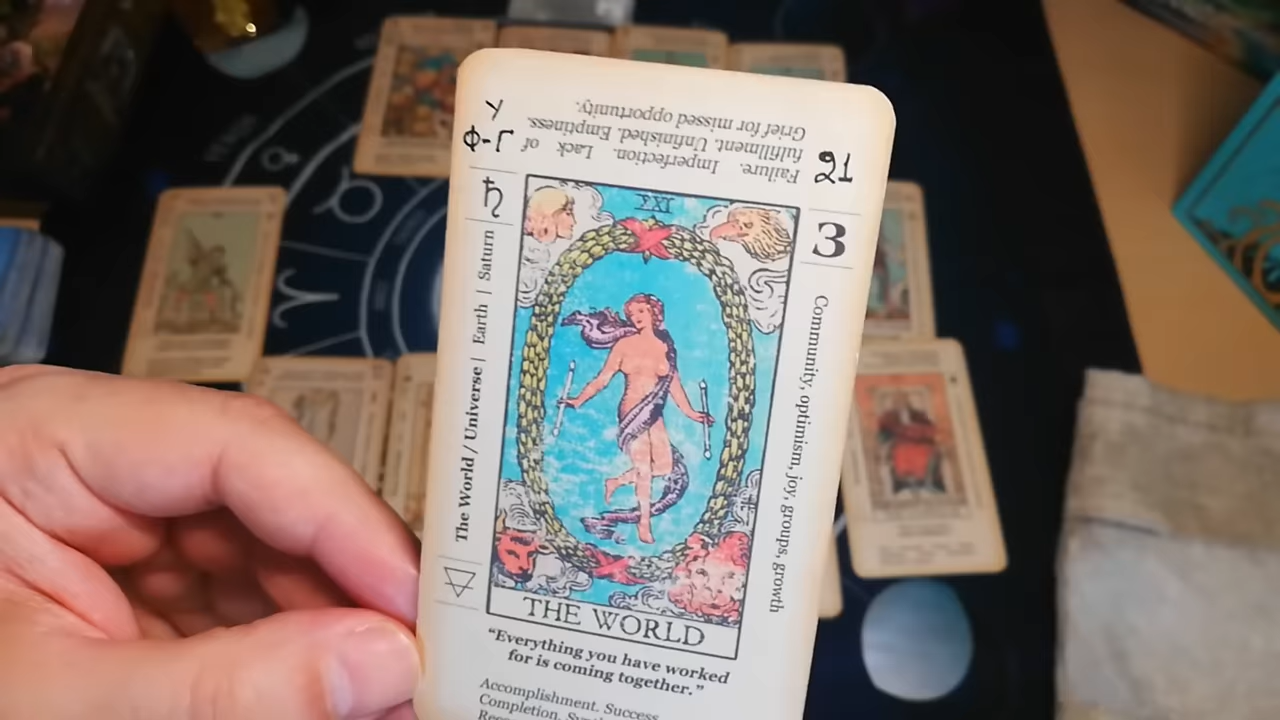 У
Ф-Г
Failure. Imperfection. Lack of
fulfillment. Unfinished. Emptiness.
Grief for missed opportunity.
21
♄
3
The World / Universe | Earth | Saturn
Community, optimism, joy, groups, growth
XXI
THE WORLD
“Everything you have worked
for is coming together.”
Accomplishment. Success
Completion.